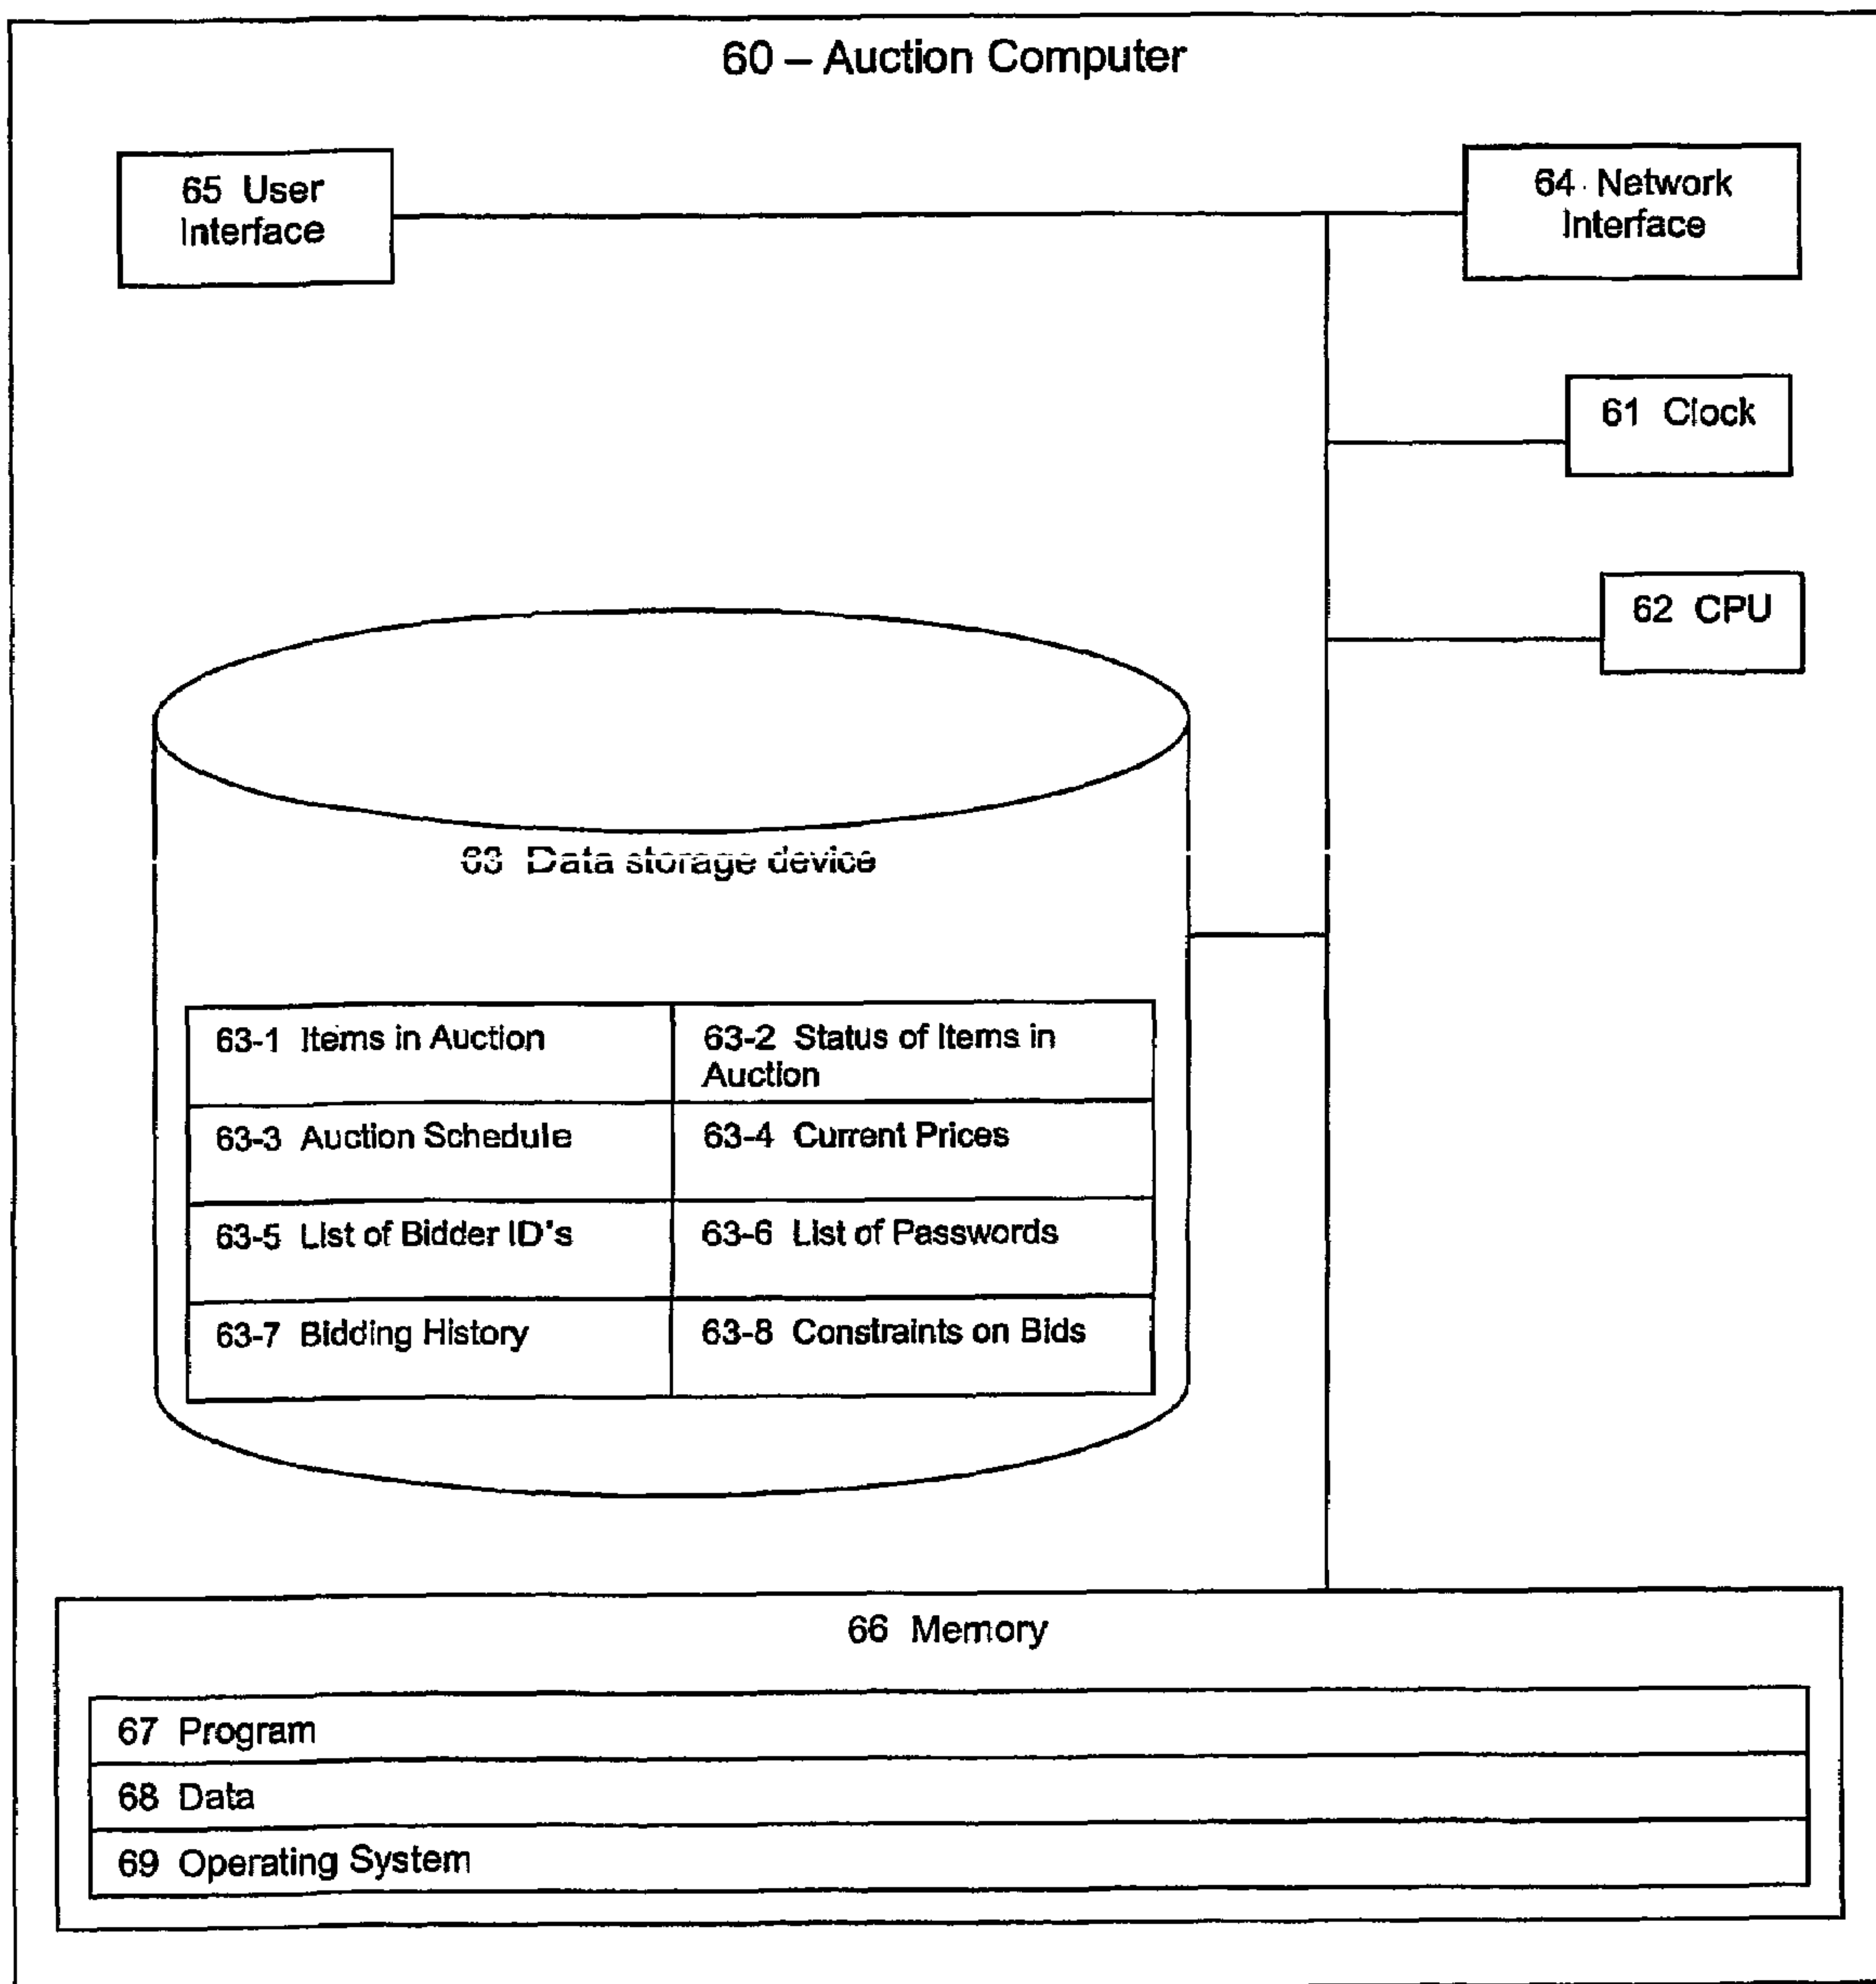 60 – Auction Computer
65 User
Interface
64 Network
Interface
61 Clock
62 CPU
63 Data storage device
63-1 Items in Auction
63-2 Status of Items in
Auction
63-3 Auction Schedule
63-4 Current Prices
63-5 List of Bidder ID's
63-6 List of Passwords
63-7 Bidding History
63-8 Constraints on Bids
66 Memory
67 Program
68 Data
69 Operating System